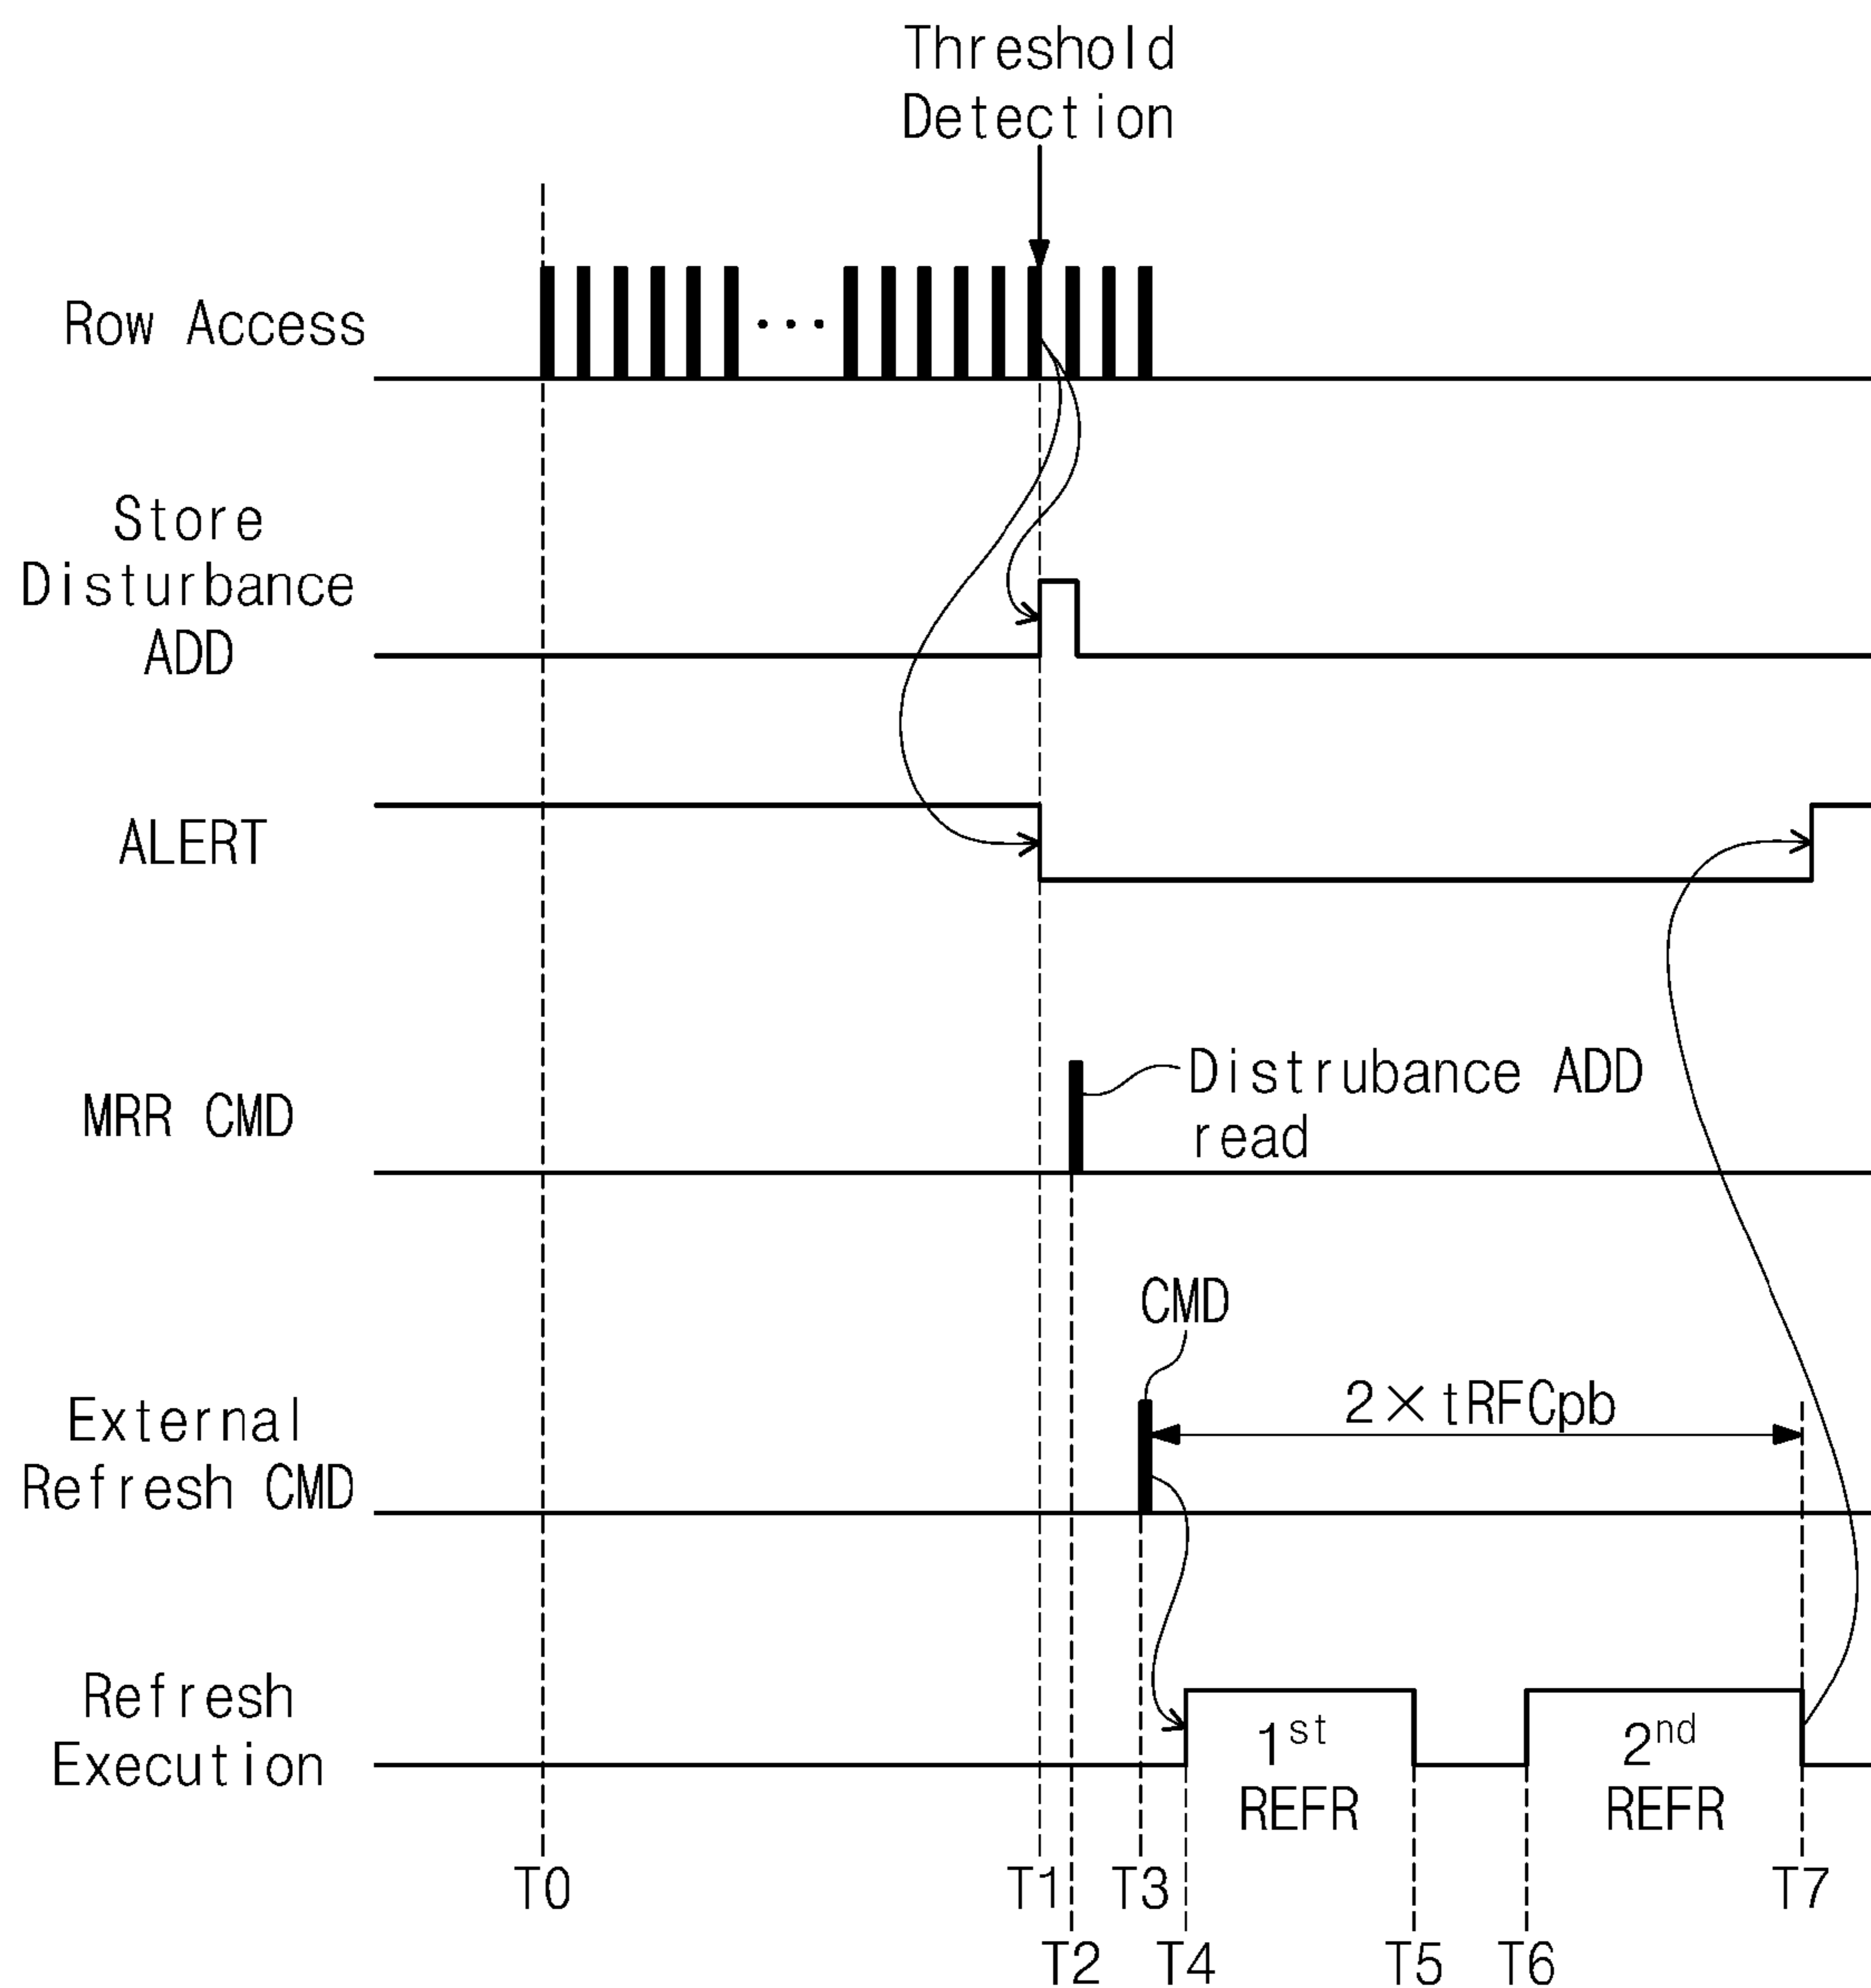 Threshold
Detection
Row Access
...
Store
Disturbance
ADD
ALERT
MRR CMD
Distrubance ADD
read
CMD
External
Refresh CMD
2×tRFCpb
Refresh
Execution
1st
REFR
2nd
REFR
T0
T1
T3
T7
T2
T4
T5
T6